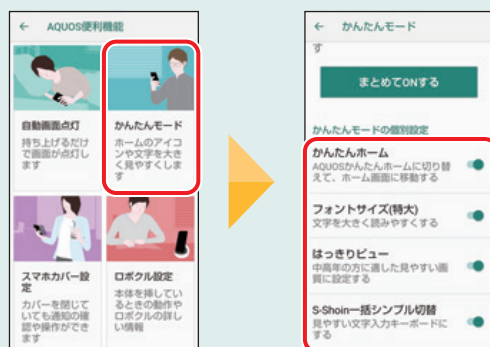 ← AQUOS便利機能
自動画面点灯
持ち上げるだけ
で画面が点灯し
ます
かんたんモード
ホームのアイコ
ンや文字を大き
く見やすくしま
す
スマホカバー設
定
カバーを閉じて
いても通知の確
認や操作ができ
ます
ロボクル設定
本体を挿してい
るときの動作や
ロボクルの詳し
い情報
← かんたんモード
す
まとめてONする
かんたんモードの個別設定
かんたんホーム
AQUOSかんたんホームに切り替
えて、ホーム画面に移動する
フォントサイズ(特大)
文字を大きく読みやすくする
はっきりビュー
中高年の方に適した見やすい画
質に設定する
S-Shoin一括シンプル切替
見やすい文字入力キーボードに
する